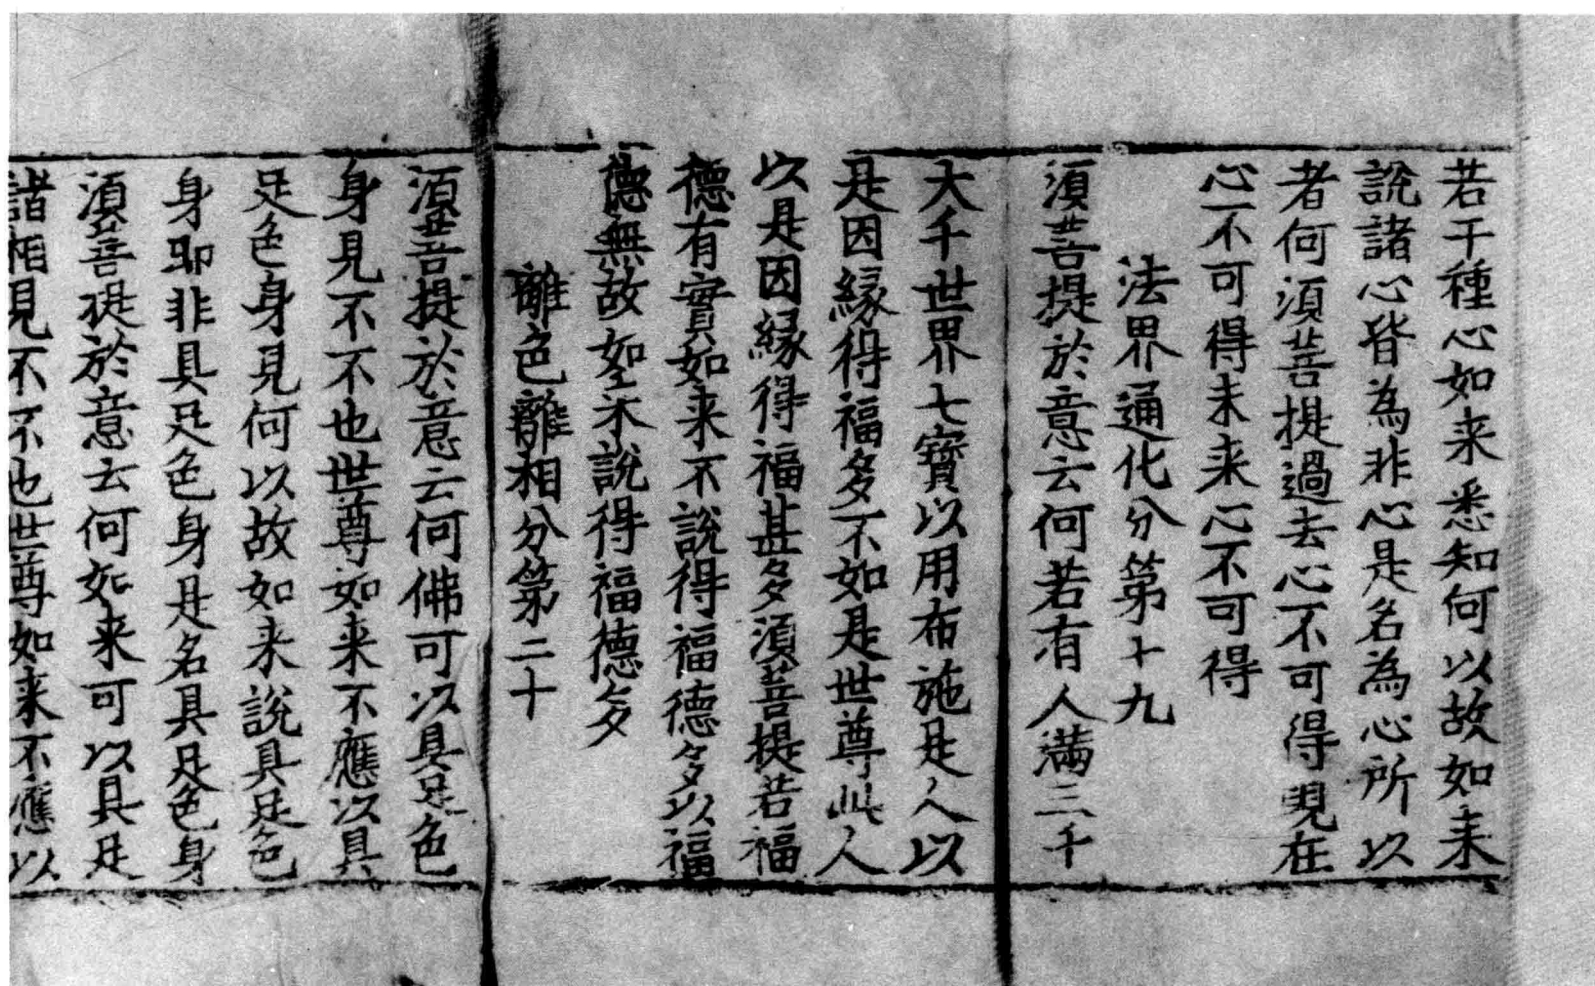 若干種心如来悉知何以故如来
說諸心皆為非心是名為心所以
者何須菩提過去心不可得現在
心不可得未来心不可得
法界通化分第十九
須菩提於意云何若有人滿三千
大千世界七寶以用布施是人以
是因緣得福多不如是世尊此人
以是因緣得福甚多須菩提若福
德有實如来不說得福德多以福
德無故如来說得福德多
離色離相分第二十
須菩提於意云何佛可以具足色
身見不不也世尊如来不應以具
足色身見何以故如来說具足色
身即非具足色身是名具足色身
須菩提於意云何如来可以具足
諸相見不不也世尊如来不應以